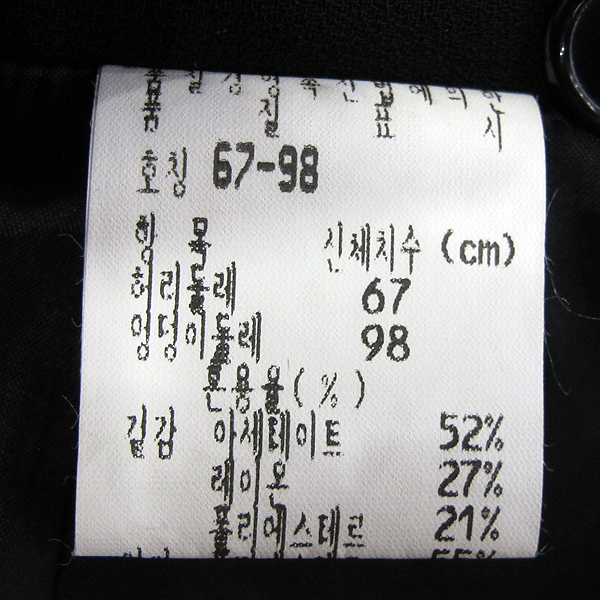 호칭 67-98
항 목 신체치수 (cm)
허리둘레 67
엉덩이둘레 98
혼용율(%)
겉감 아세테이트 52%
레이온 27%
폴리에스테르 21%
55%